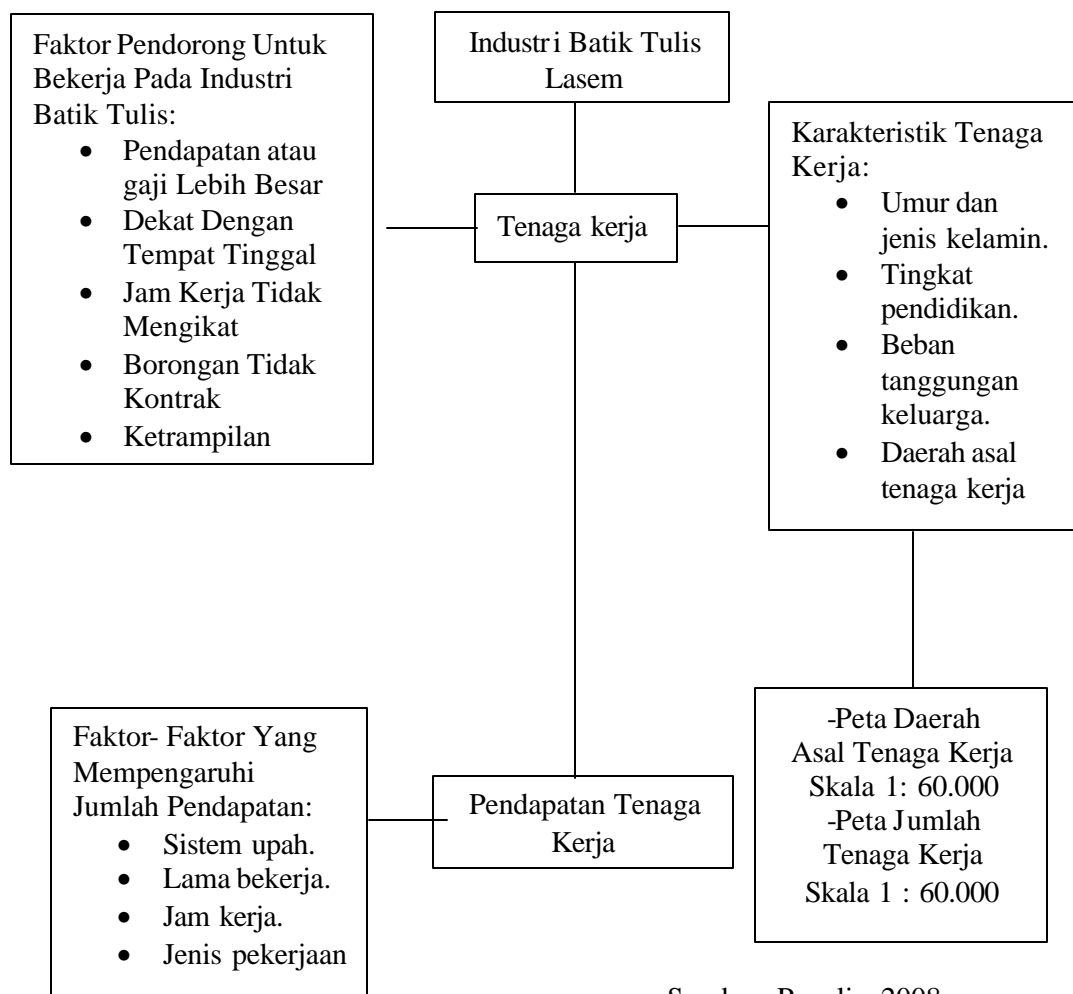 Faktor Pendorong Untuk
Bekerja Pada Industri
Batik Tulis:
• Pendapatan atau
gaji Lebih Besar
• Dekat Dengan
Tempat Tinggal
• Jam Kerja Tidak
Mengikat
• Borongan Tidak
Kontrak
• Ketrampilan
Industri Batik Tulis
Lasem
Tenaga kerja
Karakteristik Tenaga
Kerja:
• Umur dan
jenis kelamin.
• Tingkat
pendidikan.
• Beban
tanggungan
keluarga.
• Daerah asal
tenaga kerja
Faktor- Faktor Yang
Mempengaruhi
Jumlah Pendapatan:
• Sistem upah.
• Lama bekerja.
• Jam kerja.
• Jenis pekerjaan
Pendapatan Tenaga
Kerja
-Peta Daerah
Asal Tenaga Kerja
Skala 1: 60.000
-Peta Jumlah
Tenaga Kerja
Skala 1 : 60.000
2008